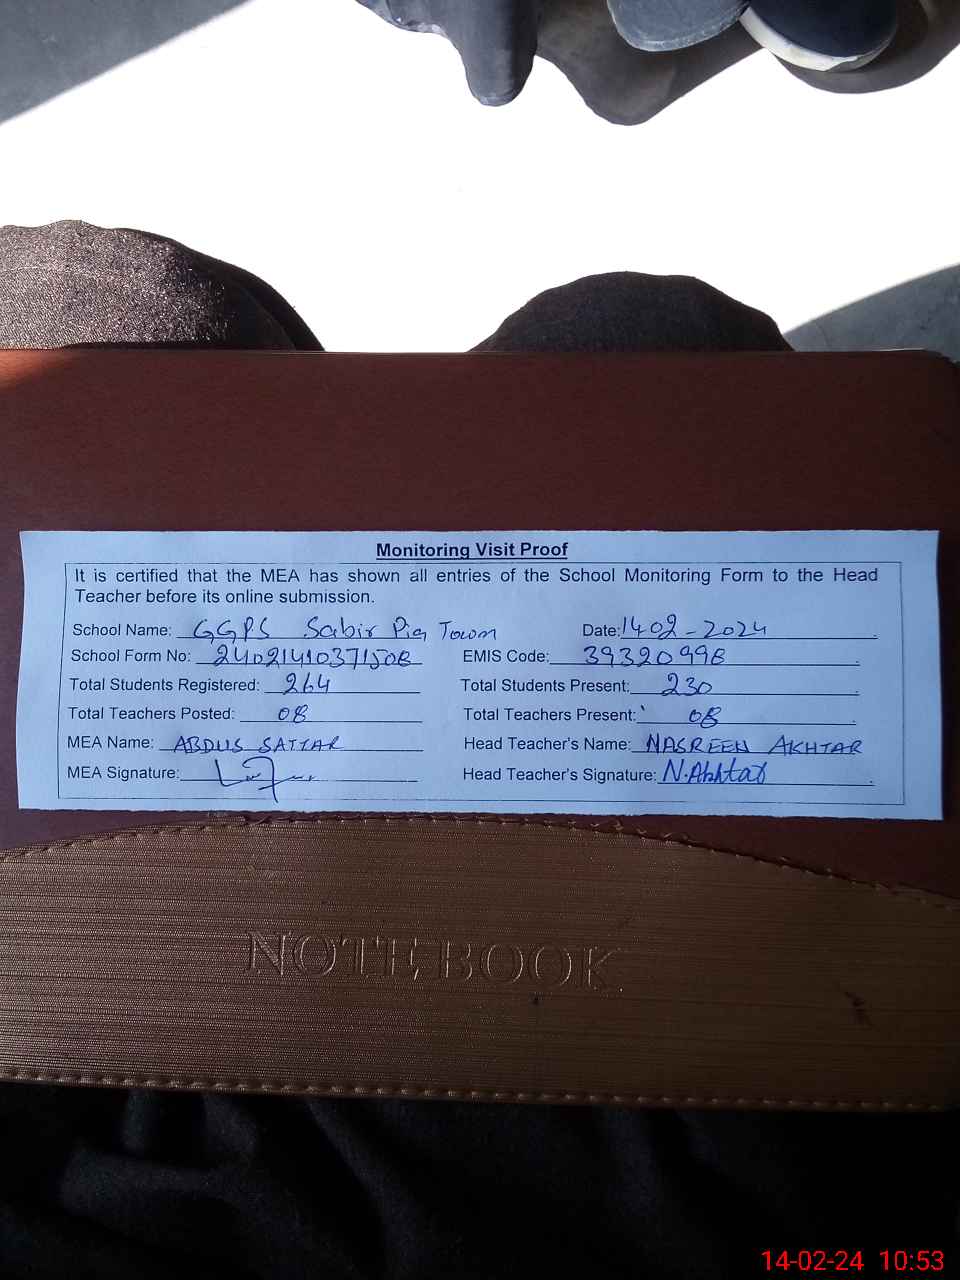 Monitoring Visit Proof
It is certified that the MEA has shown all entries of the School Monitoring Form to the Head
Teacher before its online submission.
School Name: GGPS Sabir Pia Town Date: 14-02-2024
School Form No: 2402141037150B EMIS Code: 39320998
Total Students Registered: 264 Total Students Present: 230
Total Teachers Posted: 08 Total Teachers Present: 08
MEA Name: ABDUS SATTAR Head Teacher's Name: NASREEN AKHTAR
MEA Signature: Head Teacher's Signature: N.Akhtar
NOTEBOOK
14-02-24 10:53